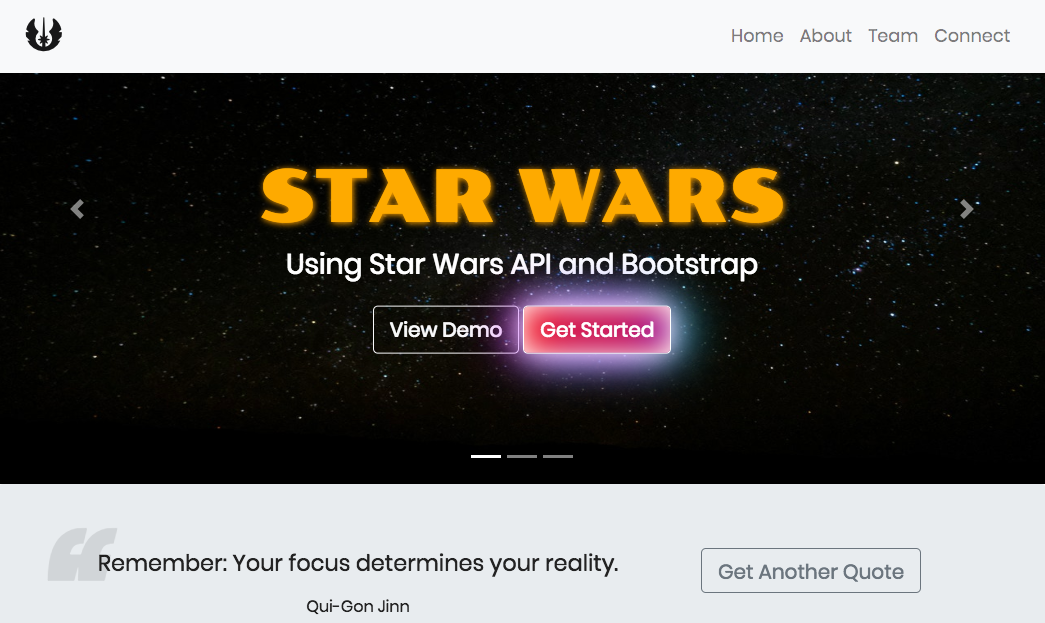 Home About Team Connect
STAR WARS
Using Star Wars API and Bootstrap
View Demo Get Started
Remember: Your focus determines your reality.
Qui-Gon Jinn
Get Another Quote